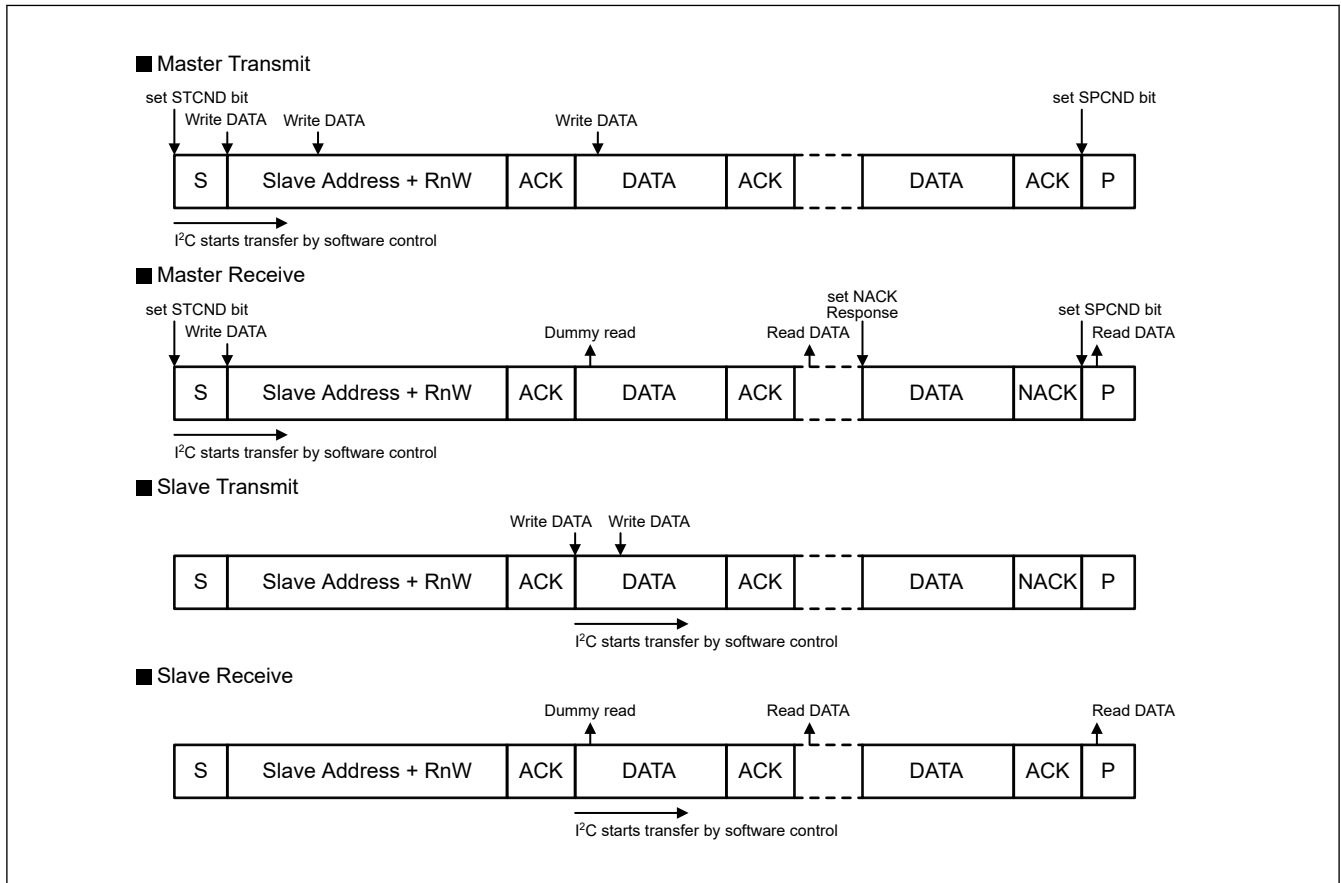 ■ Master Transmit
set STCND bit
set SPCND bit
Write DATA Write DATA Write DATA
S Slave Address + RnW ACK DATA ACK DATA ACK P
I²C starts transfer by software control
■ Master Receive
set NACK
Response
set STCND bit
set SPCND bit
Write DATA Dummy read Read DATA Read DATA
S Slave Address + RnW ACK DATA ACK DATA NACK P
I²C starts transfer by software control
■ Slave Transmit
Write DATA Write DATA
S Slave Address + RnW ACK DATA ACK DATA NACK P
I²C starts transfer by software control
■ Slave Receive
Dummy read Read DATA Read DATA
S Slave Address + RnW ACK DATA ACK DATA ACK P
I²C starts transfer by software control